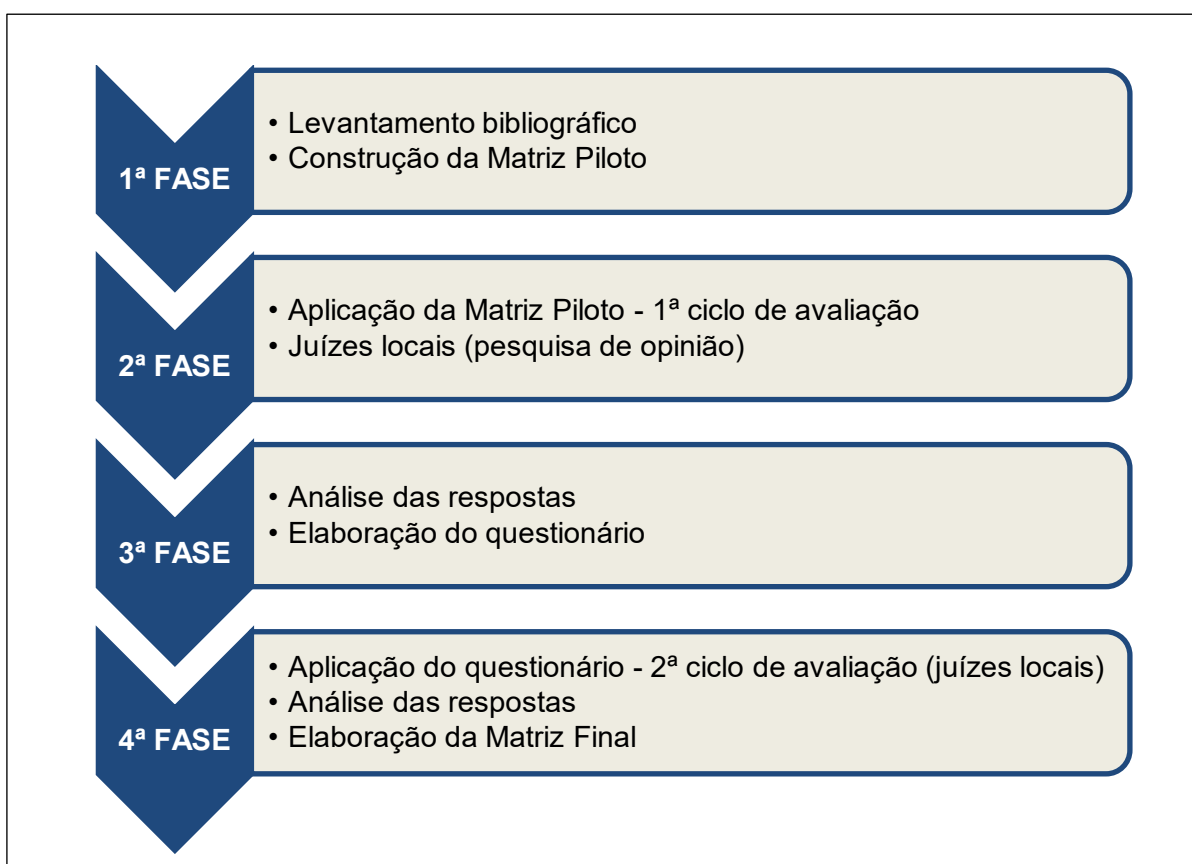 1ª FASE
• Levantamento bibliográfico
• Construção da Matriz Piloto
2ª FASE
• Aplicação da Matriz Piloto - 1ª ciclo de avaliação
• Juízes locais (pesquisa de opinião)
3ª FASE
• Análise das respostas
• Elaboração do questionário
4ª FASE
• Aplicação do questionário - 2ª ciclo de avaliação (juízes locais)
• Análise das respostas
• Elaboração da Matriz Final